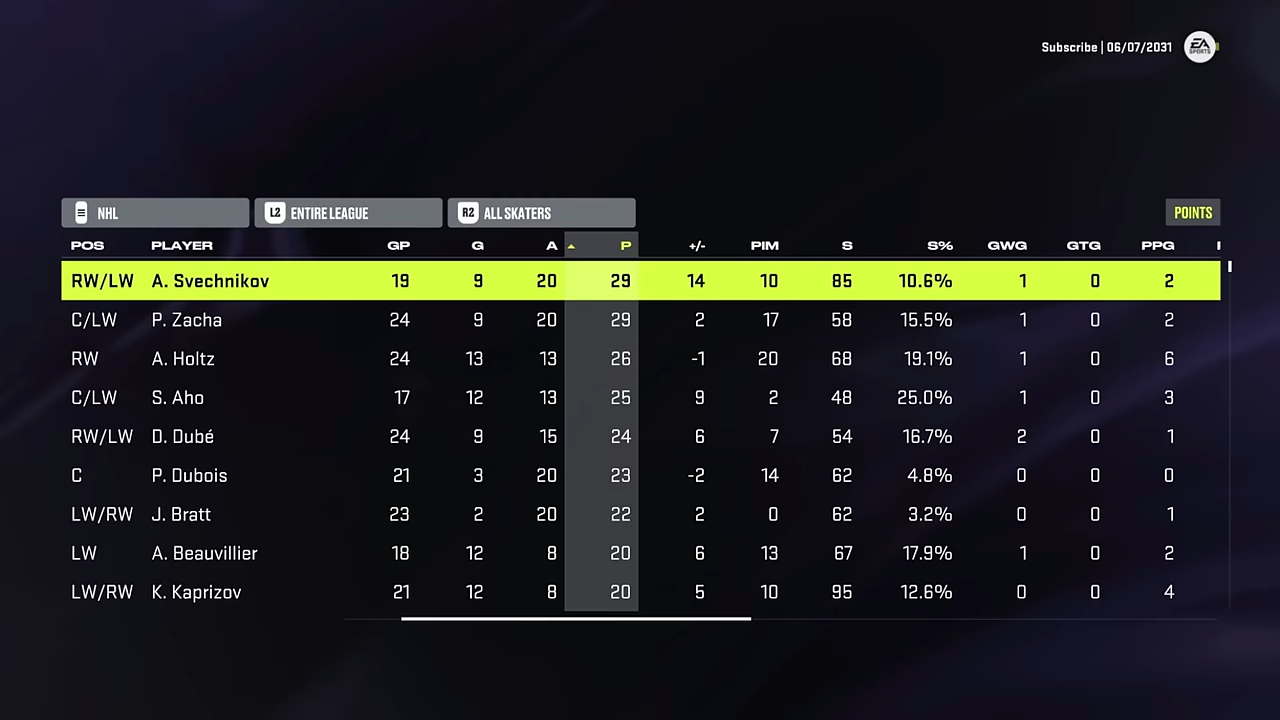 Subscribe | 06/07/2031 EA SPORTS
NHL L2 ENTIRE LEAGUE R2 ALL SKATERS POINTS
POS PLAYER GP G A P +/- PIM S S% GWG GTG PPG
RW/LW A. Svechnikov 19 9 20 29 14 10 85 10.6% 1 0 2
C/LW P. Zacha 24 9 20 29 2 17 58 15.5% 1 0 2
RW A. Holtz 24 13 13 26 -1 20 68 19.1% 1 0 6
C/LW S. Aho 17 12 13 25 9 2 48 25.0% 1 0 3
RW/LW D. Dubé 24 9 15 24 6 7 54 16.7% 2 0 1
C P. Dubois 21 3 20 23 -2 14 62 4.8% 0 0 0
LW/RW J. Bratt 23 2 20 22 2 0 62 3.2% 0 0 1
LW A. Beauvillier 18 12 8 20 6 13 67 17.9% 1 0 2
LW/RW K. Kaprizov 21 12 8 20 5 10 95 12.6% 0 0 4